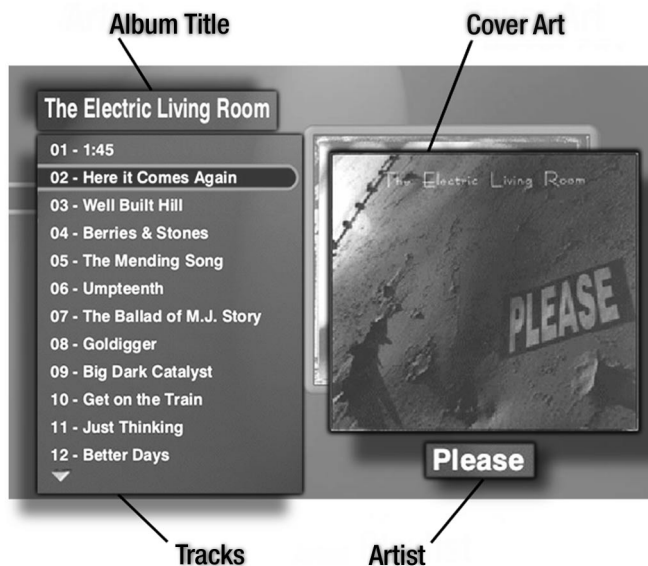 Album Title
Cover Art
The Electric Living Room
01 - 1:45
02 - Here it Comes Again
03 - Well Built Hill
04 - Berries & Stones
05 - The Mending Song
06 - Umpteenth
07 - The Ballad of M.J. Story
08 - Goldigger
09 - Big Dark Catalyst
10 - Get on the Train
11 - Just Thinking
12 - Better Days
The Electric Living Room
PLEASE
Please
Tracks
Artist